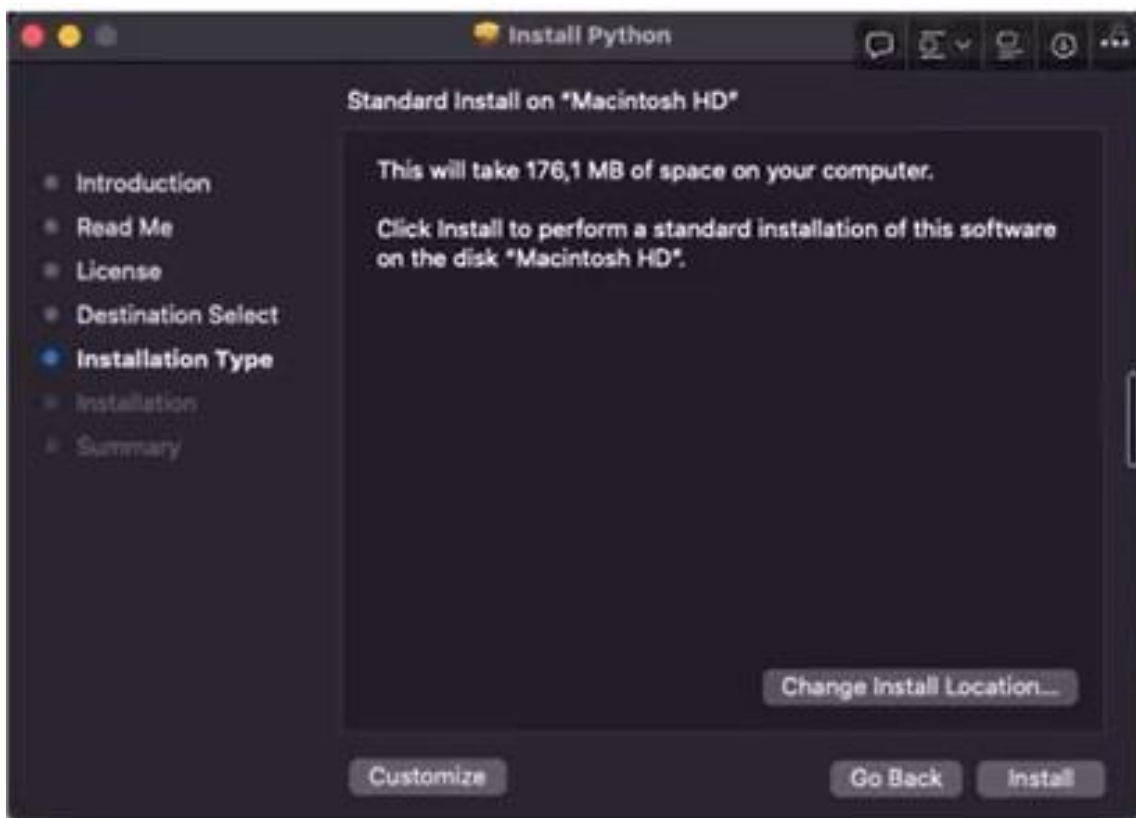 Install Python
Standard Install on "Macintosh HD"
Introduction
Read Me
License
Destination Select
Installation Type
Installation
Summary
This will take 176,1 MB of space on your computer.
Click Install to perform a standard installation of this software
on the disk "Macintosh HD".
Change Install Location...
Customize
Go Back
Install